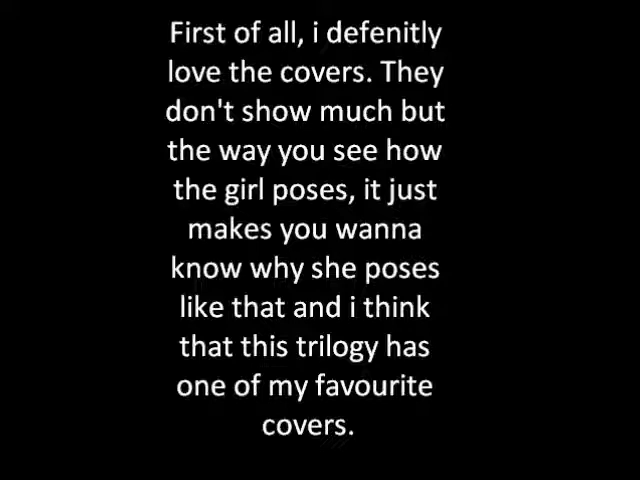 First of all, i defenitly
love the covers. They
don't show much but
the way you see how
the girl poses, it just
makes you wanna
know why she poses
like that and i think
that this trilogy has
one of my favourite
covers.